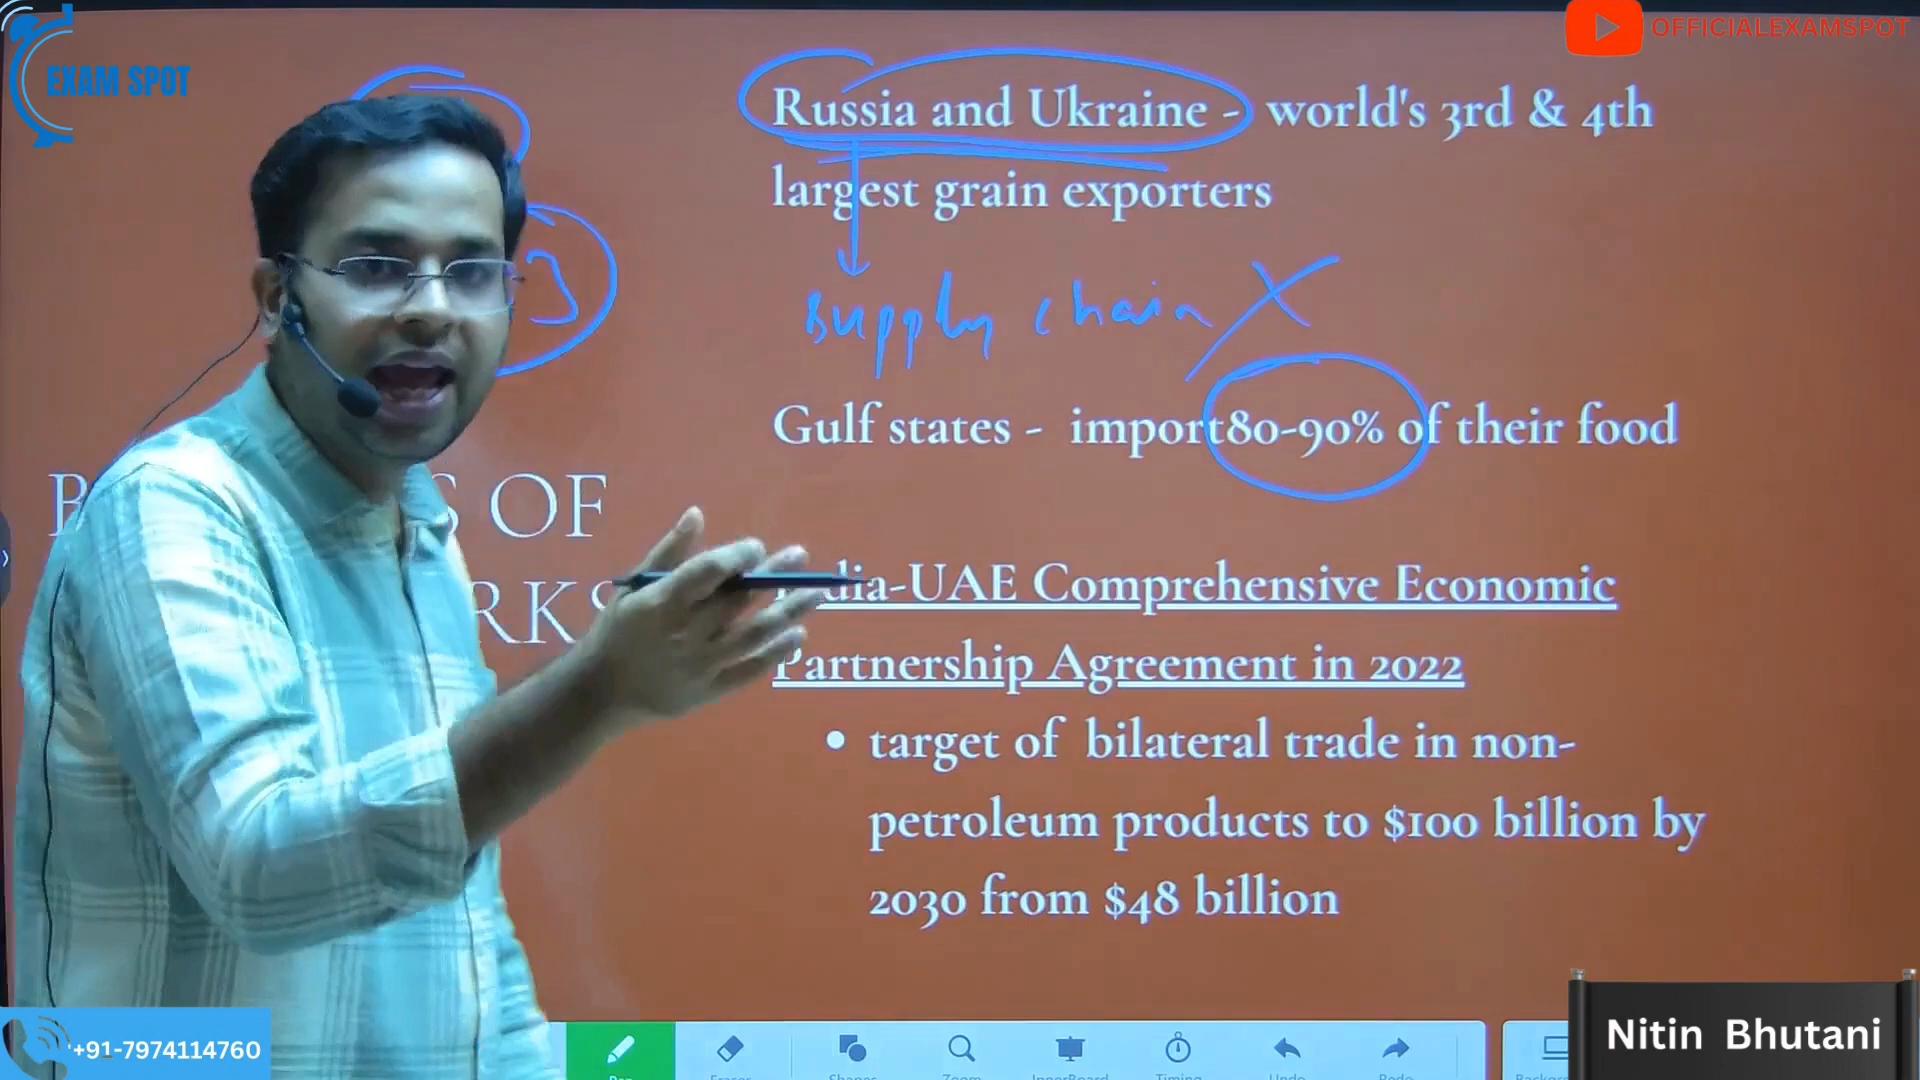 EXAM SPOT
OFFICIALEXAMSPOT
Russia and Ukraine - world's 3rd & 4th
largest grain exporters
supply chain X
3
Gulf states - import80-90% of their food
OF
RKS
India-UAE Comprehensive Economic
Partnership Agreement in 2022
• target of bilateral trade in non-
petroleum products to $100 billion by
2030 from $48 billion
+91-7974114760
Pen Eraser Shapes Zoom InnerBoard Timing Undo Redo
Nitin Bhutani